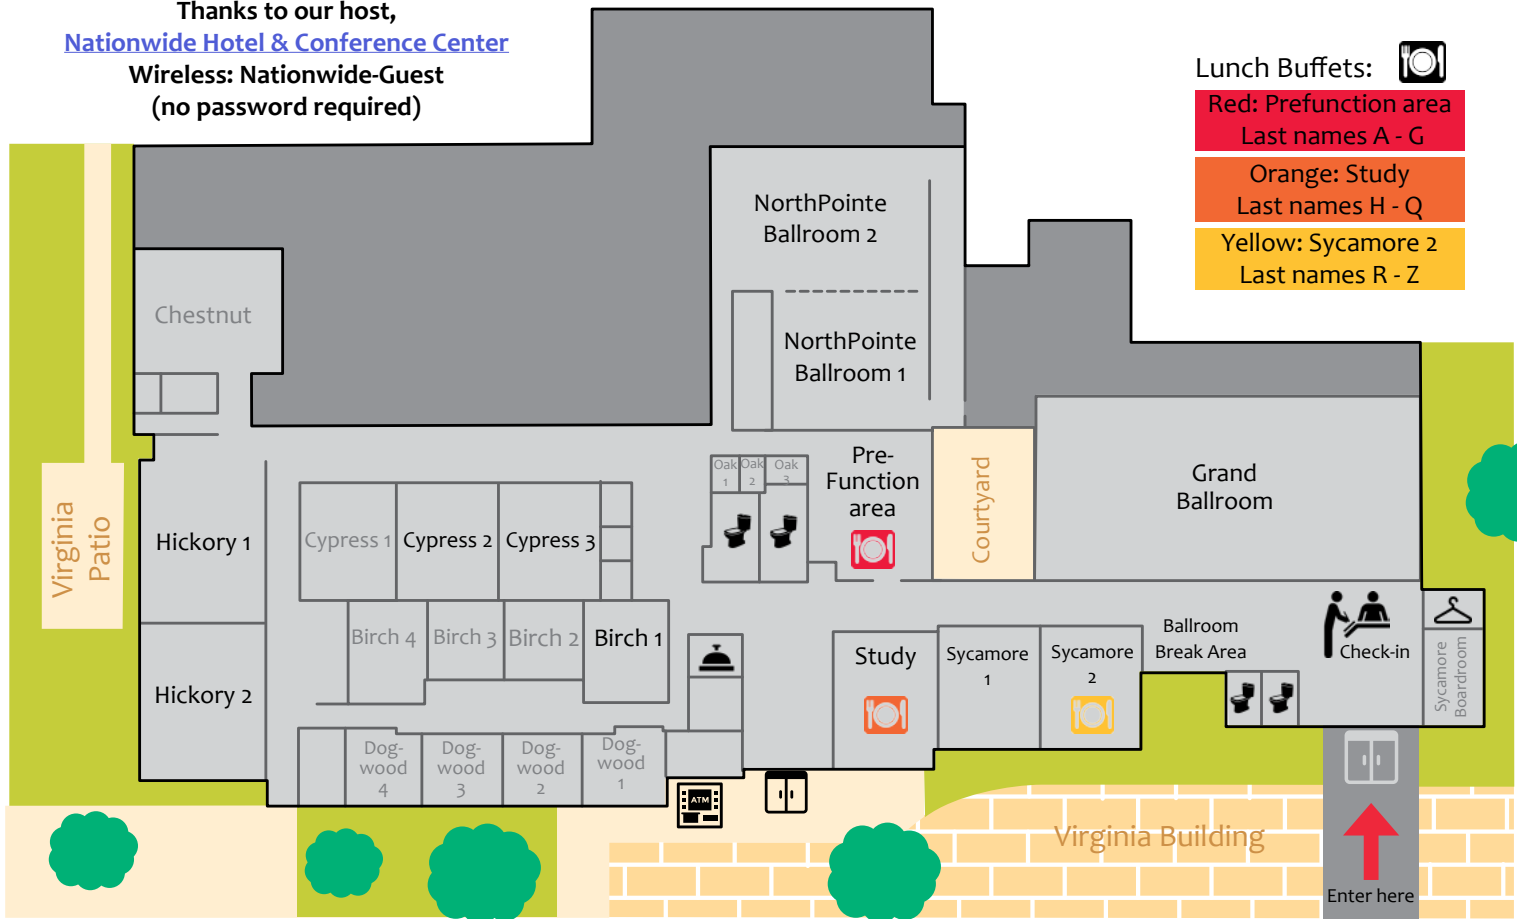 Thanks to our host,
Nationwide Hotel & Conference Center
Wireless: Nationwide-Guest
(no password required)
Lunch Buffets:
Red: Prefunction area
Last names A - G
Orange: Study
Last names H - Q
Yellow: Sycamore 2
Last names R - Z
NorthPointe
Ballroom 2
Chestnut
NorthPointe
Ballroom 1
Pre-
Function
area
Oak
1
Oak
2
Oak
3
Courtyard
Grand
Ballroom
Virginia
Patio
Hickory 1
Cypress 1
Cypress 2
Cypress 3
Birch 4
Birch 3
Birch 2
Birch 1
Hickory 2
Study
Sycamore
1
Sycamore
2
Ballroom
Break Area
Check-in
Sycamore
Boardroom
Dog-
wood
4
Dog-
wood
3
Dog-
wood
2
Dog-
wood
1
ATM
Virginia Building
Enter here